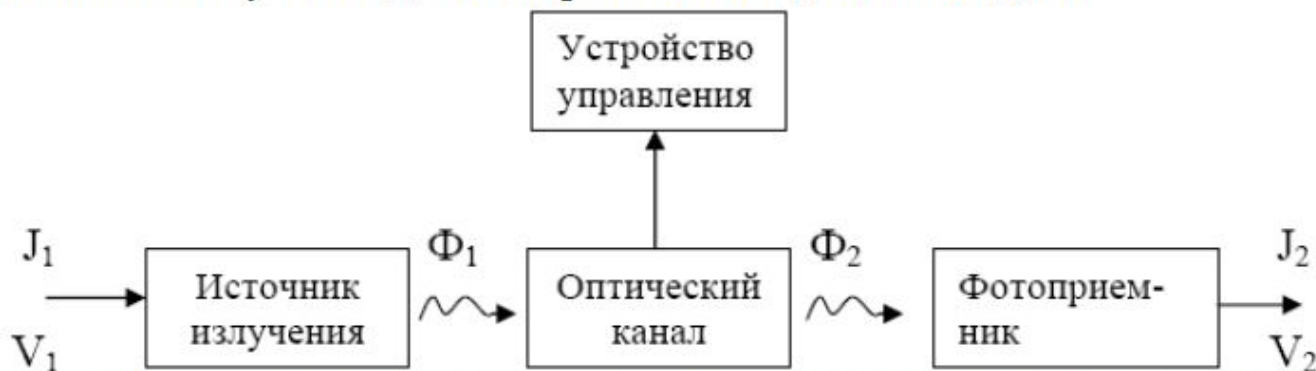 Устройство
управления
J₁
Φ₁
Φ₂
J₂
Источник
излучения
Оптический
канал
Фотоприем-
ник
V₁
V₂